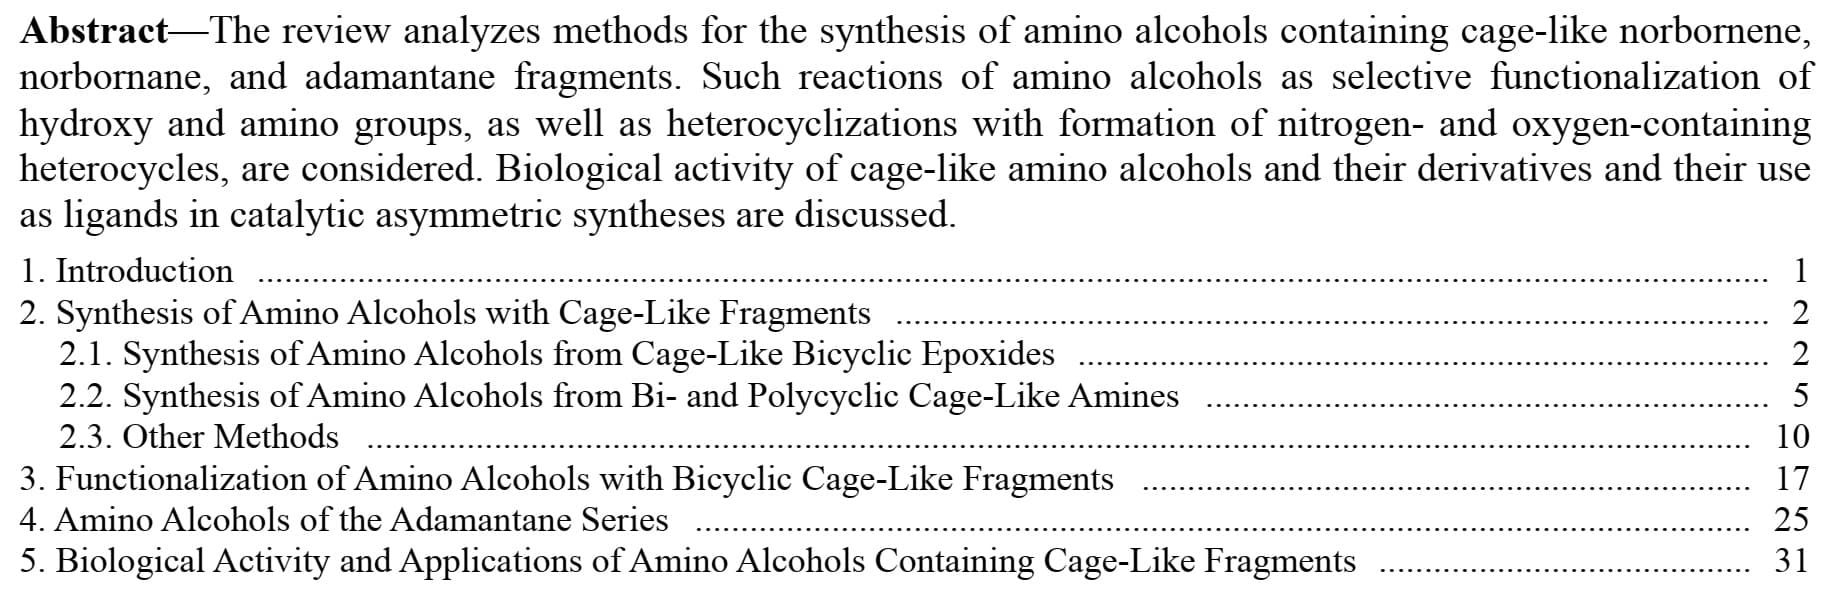 Abstract—The review analyzes methods for the synthesis of amino alcohols containing cage-like norbornene,
norbornane, and adamantane fragments. Such reactions of amino alcohols as selective functionalization of
hydroxy and amino groups, as well as heterocyclizations with formation of nitrogen- and oxygen-containing
heterocycles, are considered. Biological activity of cage-like amino alcohols and their derivatives and their use
as ligands in catalytic asymmetric syntheses are discussed.
1. Introduction ........ 1
2. Synthesis of Amino Alcohols with Cage-Like Fragments ........ 2
2.1. Synthesis of Amino Alcohols from Cage-Like Bicyclic Epoxides ........ 2
2.2. Synthesis of Amino Alcohols from Bi- and Polycyclic Cage-Like Amines ........ 5
2.3. Other Methods ........ 10
3. Functionalization of Amino Alcohols with Bicyclic Cage-Like Fragments ........ 17
4. Amino Alcohols of the Adamantane Series ........ 25
5. Biological Activity and Applications of Amino Alcohols Containing Cage-Like Fragments ........ 31